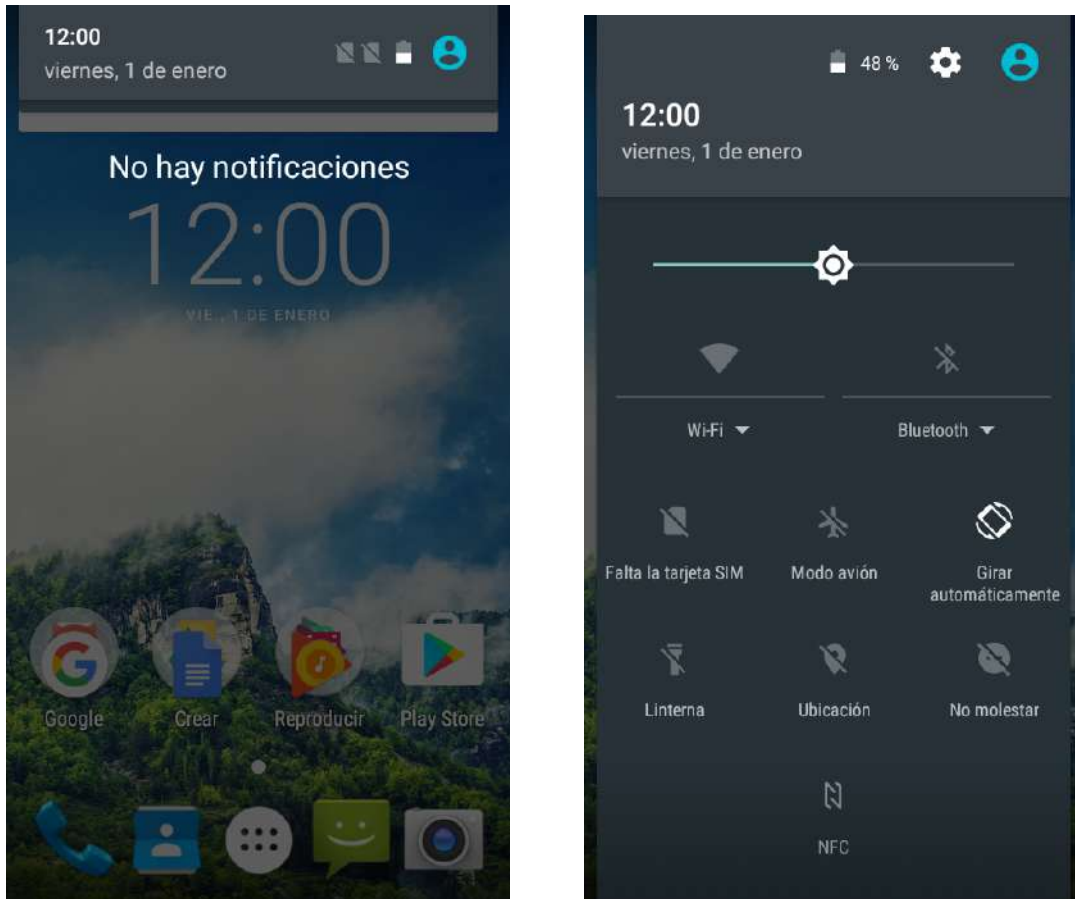 12:00
viernes, 1 de enero
No hay notificaciones
12:00
VIE., 1 DE ENERO
Google
Crear
Reproducir
Play Store
48 %
12:00
viernes, 1 de enero
Wi-Fi
Bluetooth
Falta la tarjeta SIM
Modo avión
Girar
automáticamente
Linterna
Ubicación
No molestar
NFC